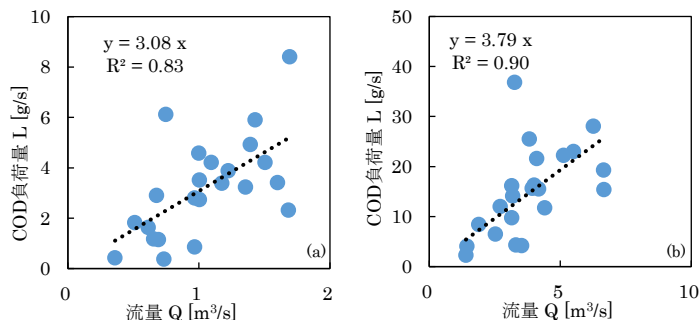 y = 3.08 x
R² = 0.83
10
8
6
4
2
0
COD負荷量 L [g/s]
(a)
0
1
2
流量 Q [m³/s]
y = 3.79 x
R² = 0.90
50
40
30
20
10
0
COD負荷量 L [g/s]
(b)
0
5
10
流量 Q [m³/s]